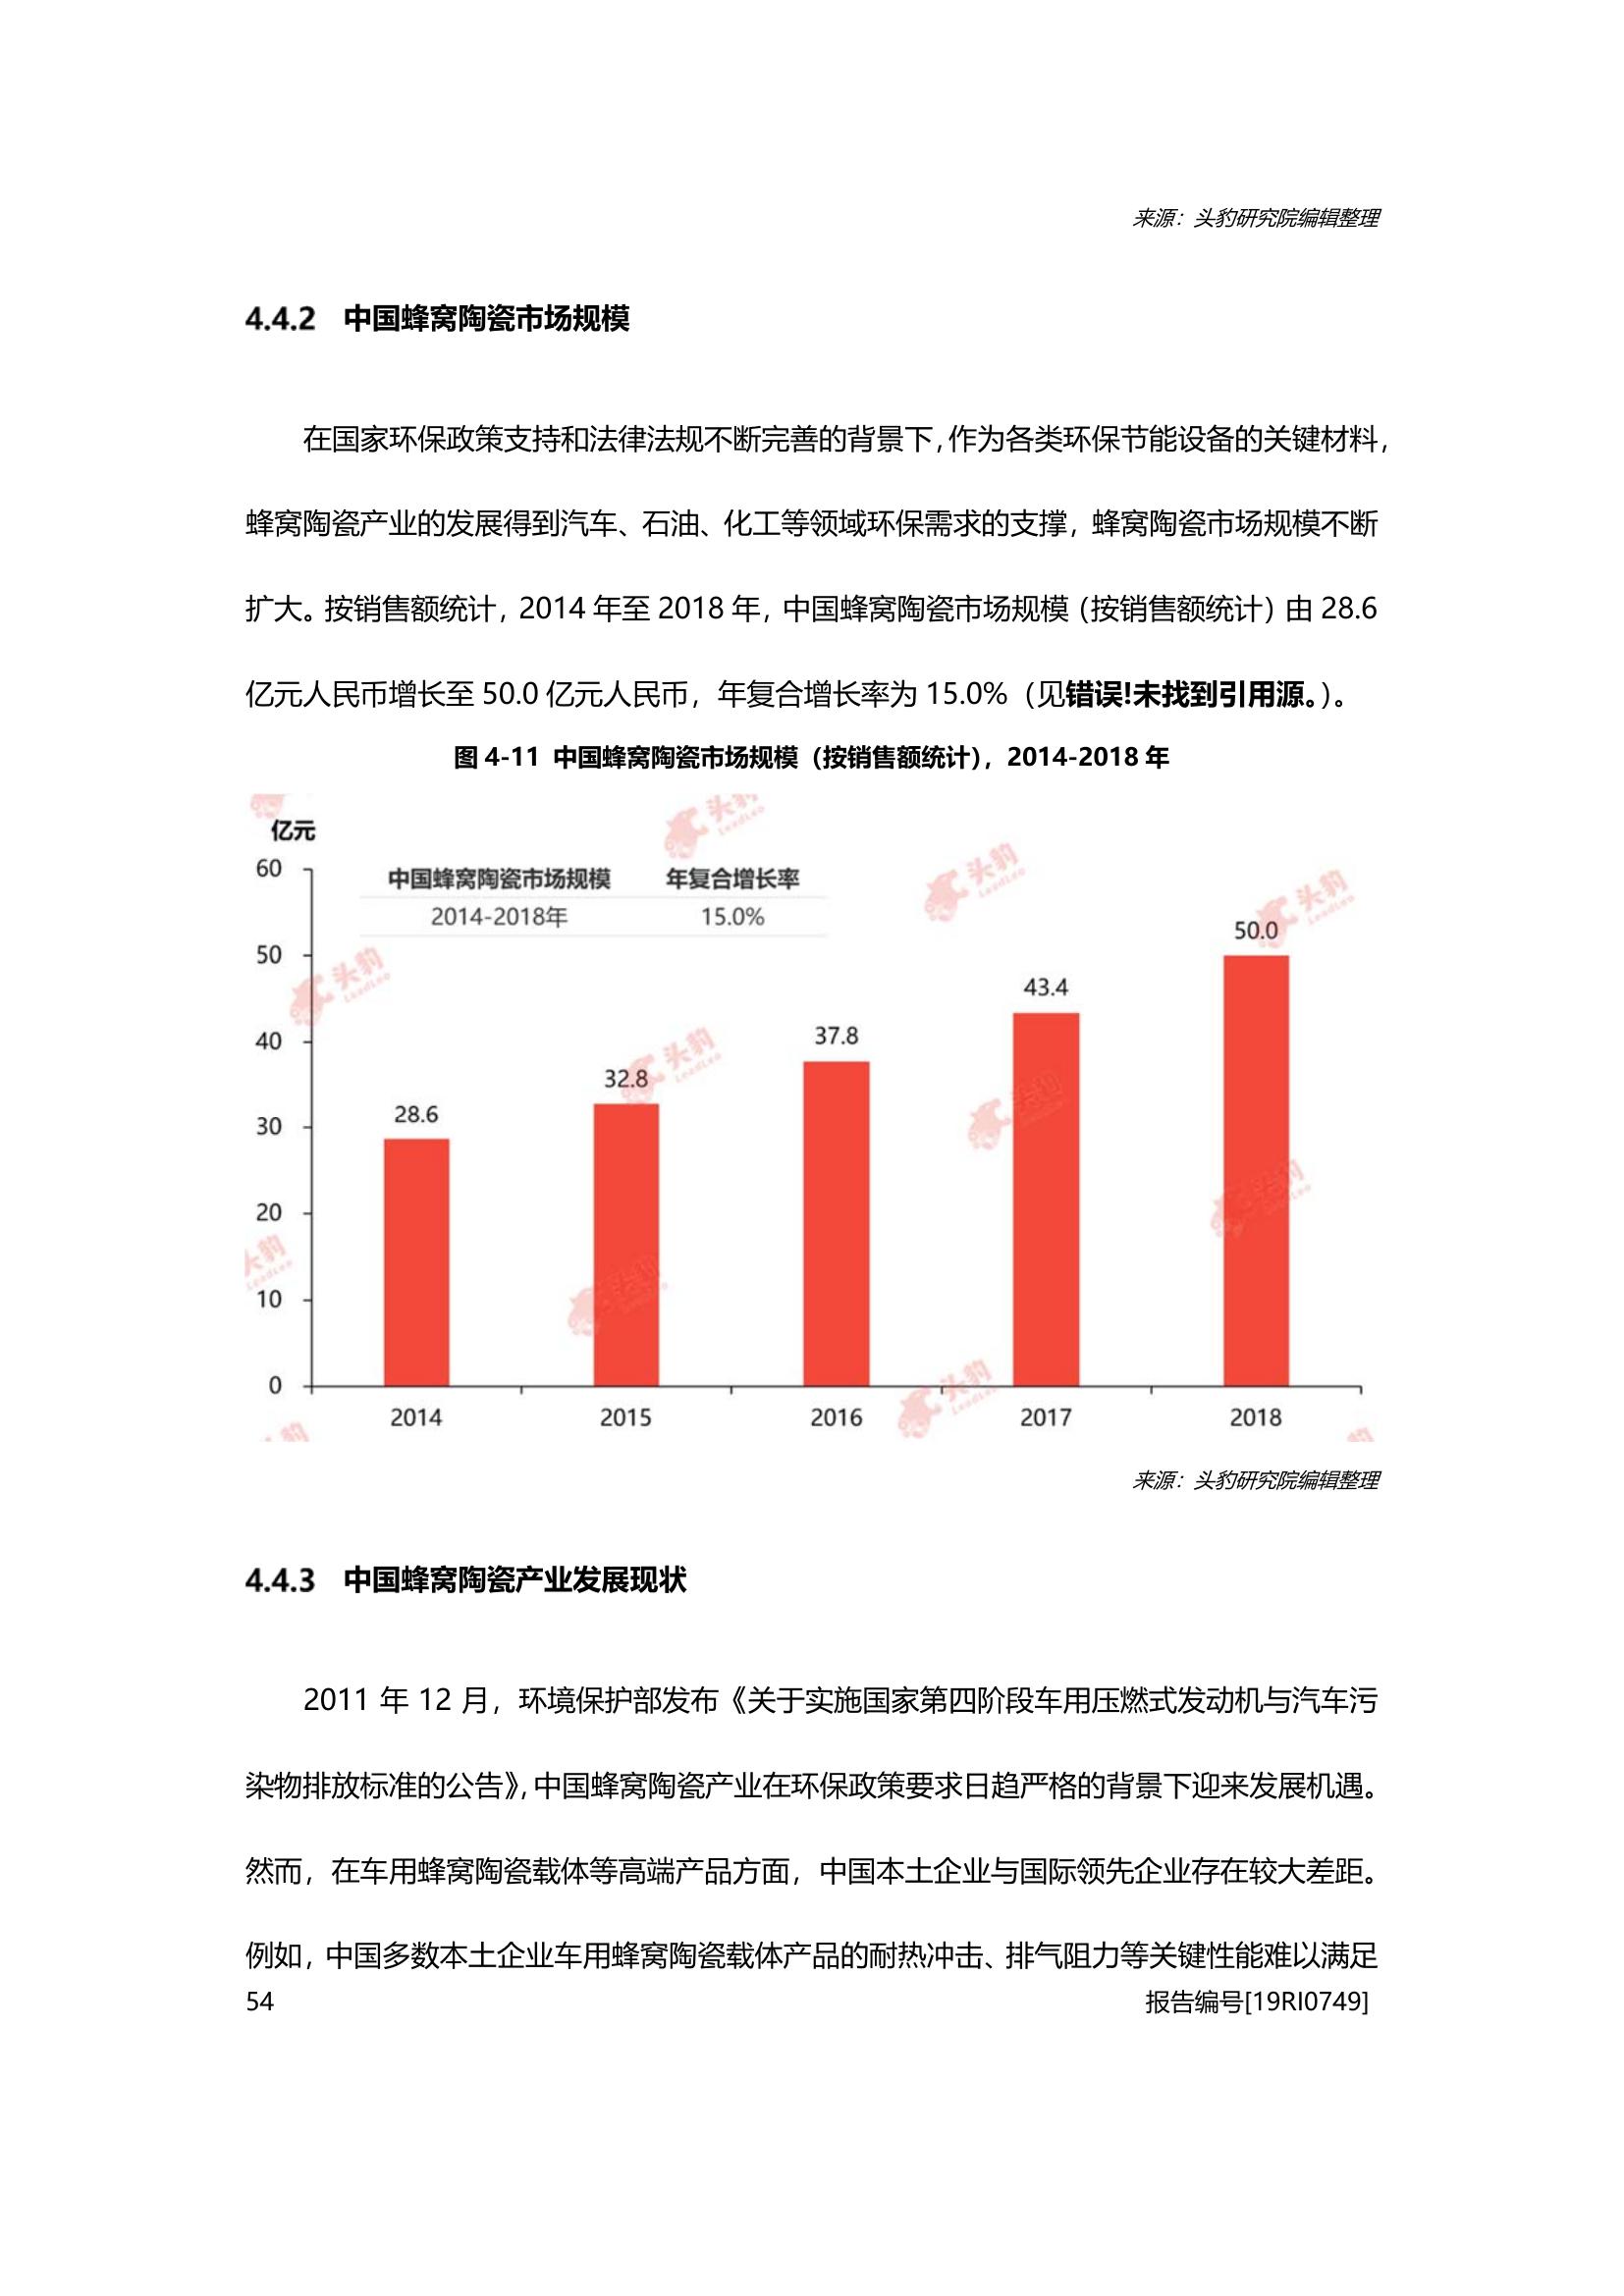 来源：头豹研究院编辑整理
4.4.2 中国蜂窝陶瓷市场规模
在国家环保政策支持和法律法规不断完善的背景下，作为各类环保节能设备的关键材料，
蜂窝陶瓷产业的发展得到汽车、石油、化工等领域环保需求的支撑，蜂窝陶瓷市场规模不断
扩大。按销售额统计，2014 年至 2018 年，中国蜂窝陶瓷市场规模（按销售额统计）由 28.6
亿元人民币增长至 50.0 亿元人民币，年复合增长率为 15.0%（见错误!未找到引用源。）。
图 4-11 中国蜂窝陶瓷市场规模（按销售额统计），2014-2018 年
亿元
中国蜂窝陶瓷市场规模 年复合增长率
2014-2018年 15.0%
60
50
40
30
20
10
0
28.6
32.8
37.8
43.4
50.0
2014 2015 2016 2017 2018
头豹
LeadLeo
来源：头豹研究院编辑整理
4.4.3 中国蜂窝陶瓷产业发展现状
2011 年 12 月，环境保护部发布《关于实施国家第四阶段车用压燃式发动机与汽车污
染物排放标准的公告》，中国蜂窝陶瓷产业在环保政策要求日趋严格的背景下迎来发展机遇。
然而，在车用蜂窝陶瓷载体等高端产品方面，中国本土企业与国际领先企业存在较大差距。
例如，中国多数本土企业车用蜂窝陶瓷载体产品的耐热冲击、排气阻力等关键性能难以满足
54 报告编号[19RI0749]